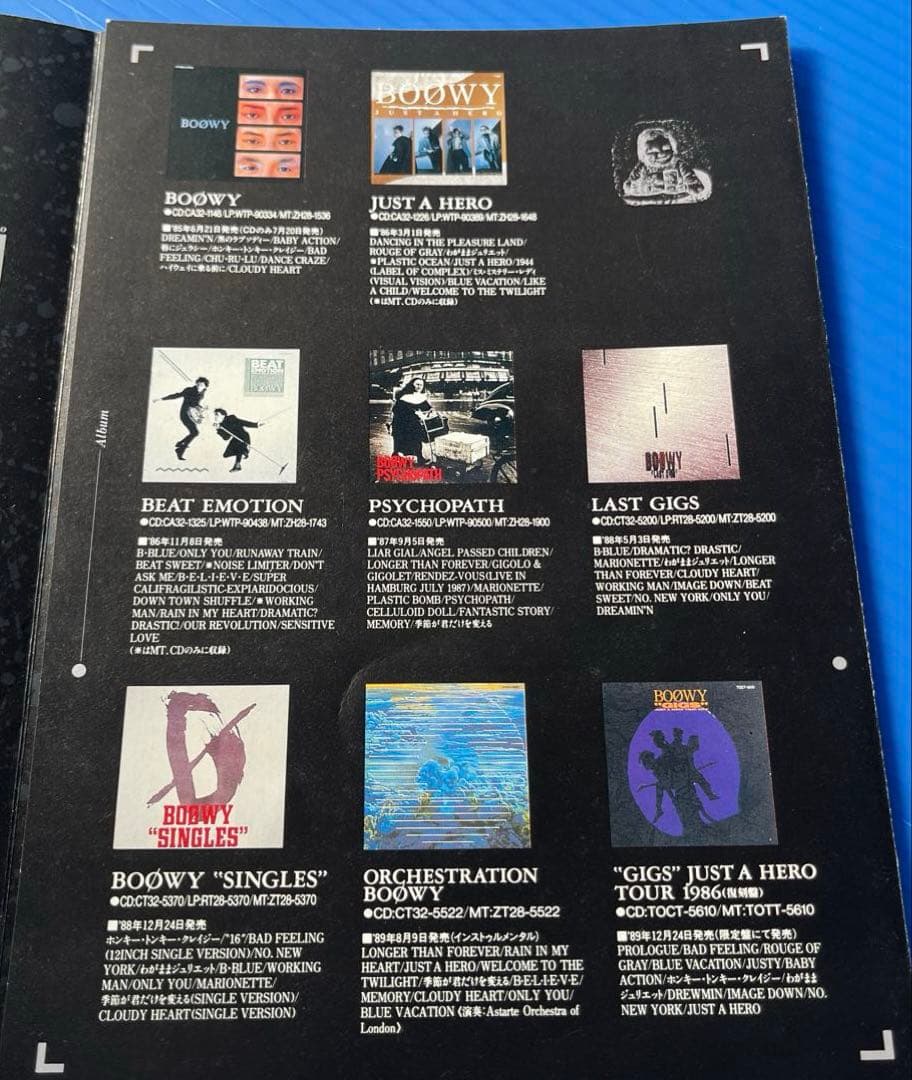 BOØWY
BOØWY
●CD:CA32-1148/LP:WTP-90334/MT:ZH28-1536
■'85年6月21日発売(CDのみ7月20日発売)
DREAMIN'N/黒のラプソディー/BABY ACTION/
唇にジェラシー/ホンキー・トンキー・クレイジー/BAD
FEELING/CHU-RU-LU/DANCE CRAZE/
ハイウェイに乗る前に/CLOUDY HEART
BOØWY
JUST A HERO
JUST A HERO
●CD:CA32-1226/LP:WTP-90389/MT:ZH28-1648
■'86年3月1日発売
DANCING IN THE PLEASURE LAND/
ROUGE OF GRAY/わがままジュリエット/
※PLASTIC OCEAN/JUST A HERO/1944
(LABEL OF COMPLEX)/ミス・ミステリー・レディ
(VISUAL VISION)/BLUE VACATION/LIKE
A CHILD/WELCOME TO THE TWILIGHT
(※はMT. CDのみに収録)
Album
BEAT
EMOTION
BOØWY
BEAT EMOTION
●CD:CA32-1325/LP:WTP-90438/MT:ZH28-1743
■'86年11月8日発売
B·BLUE/ONLY YOU/RUNAWAY TRAIN/
BEAT SWEET/※NOISE LIMITER/DON'T
ASK ME/B·E·L·I·E·V·E/SUPER
CALIFRAGILISTIC-EXPIARIDOCIOUS/
DOWN TOWN SHUFFLE/※WORKING
MAN/RAIN IN MY HEART/DARAMATIC?
DRASTIC!/OUR REVOLUTION/SENSITIVE
LOVE
(※はMT. CDのみに収録)
BOØWY
PSYCHOPATH
PSYCHOPATH
●CD:CA32-1550/LP:WTP-90500/MT:ZH28-1900
■'87年9月5日発売
LIAR GIAL/ANGEL PASSED CHILDREN/
LONGER THAN FOREVER/GIGOLO &
GIGOLET/RENDEZ-VOUS(LIVE IN
HAMBURG JULY 1987)/MARIONETTE/
PLASTIC BOMB/PSYCHOPATH/
CELLULOID DOLL/FANTASTIC STORY/
MEMORY/季節が君だけを変える
BOØWY
"LAST GIGS"
LAST GIGS
●CD:CT32-5200/LP:RT28-5200/MT:ZT28-5200
■'88年5月3日発売
B·BLUE/DRAMATIC? DRASTIC/
MARIONETTE/わがままジュリエット/LONGER
THAN FOREVER/CLOUDY HEART/
WORKING MAN/IMAGE DOWN/BEAT
SWEET/NO. NEW YORK/ONLY YOU/
DREAMIN'N
BOØWY
"SINGLES"
BOØWY "SINGLES"
●CD:CT32-5370/LP:RT28-5370/MT:ZT28-5370
■'88年12月24日発売
ホンキー・トンキー・クレイジー/"16"/BAD FEELING
(12INCH SINGLE VERSION)/NO. NEW
YORK/わがままジュリエット/B·BLUE/WORKING
MAN/ONLY YOU/MARIONETTE/
季節が君だけを変える(SINGLE VERSION)/
CLOUDY HEART(SINGLE VERSION)
ORCHESTRATION
BOØWY
●CD:CT32-5522/MT:ZT28-5522
■'89年8月9日発売(インストゥルメンタル)
LONGER THAN FOREVER/RAIN IN MY
HEART/JUST A HERO/WELCOME TO THE
TWILIGHT/季節が君だけを変える/B·E·L·I·E·V·E/
MEMORY/CLOUDY HEART/ONLY YOU/
BLUE VACATION《演奏:Astarte Orchestra of
London》
BOØWY
"GIGS"
"GIGS" JUST A HERO
TOUR 1986(復刻盤)
●CD:TOCT-5610/MT:TOTT-5610
■'89年12月24日発売(限定盤にて発売)
PROLOGUE/BAD FEELING/ROUGE OF
GRAY/BLUE VACATION/JUSTY/BABY
ACTION/ホンキー・トンキー・クレイジー/わがまま
ジュリエット/DREWMIN/IMAGE DOWN/NO.
NEW YORK/JUST A HERO